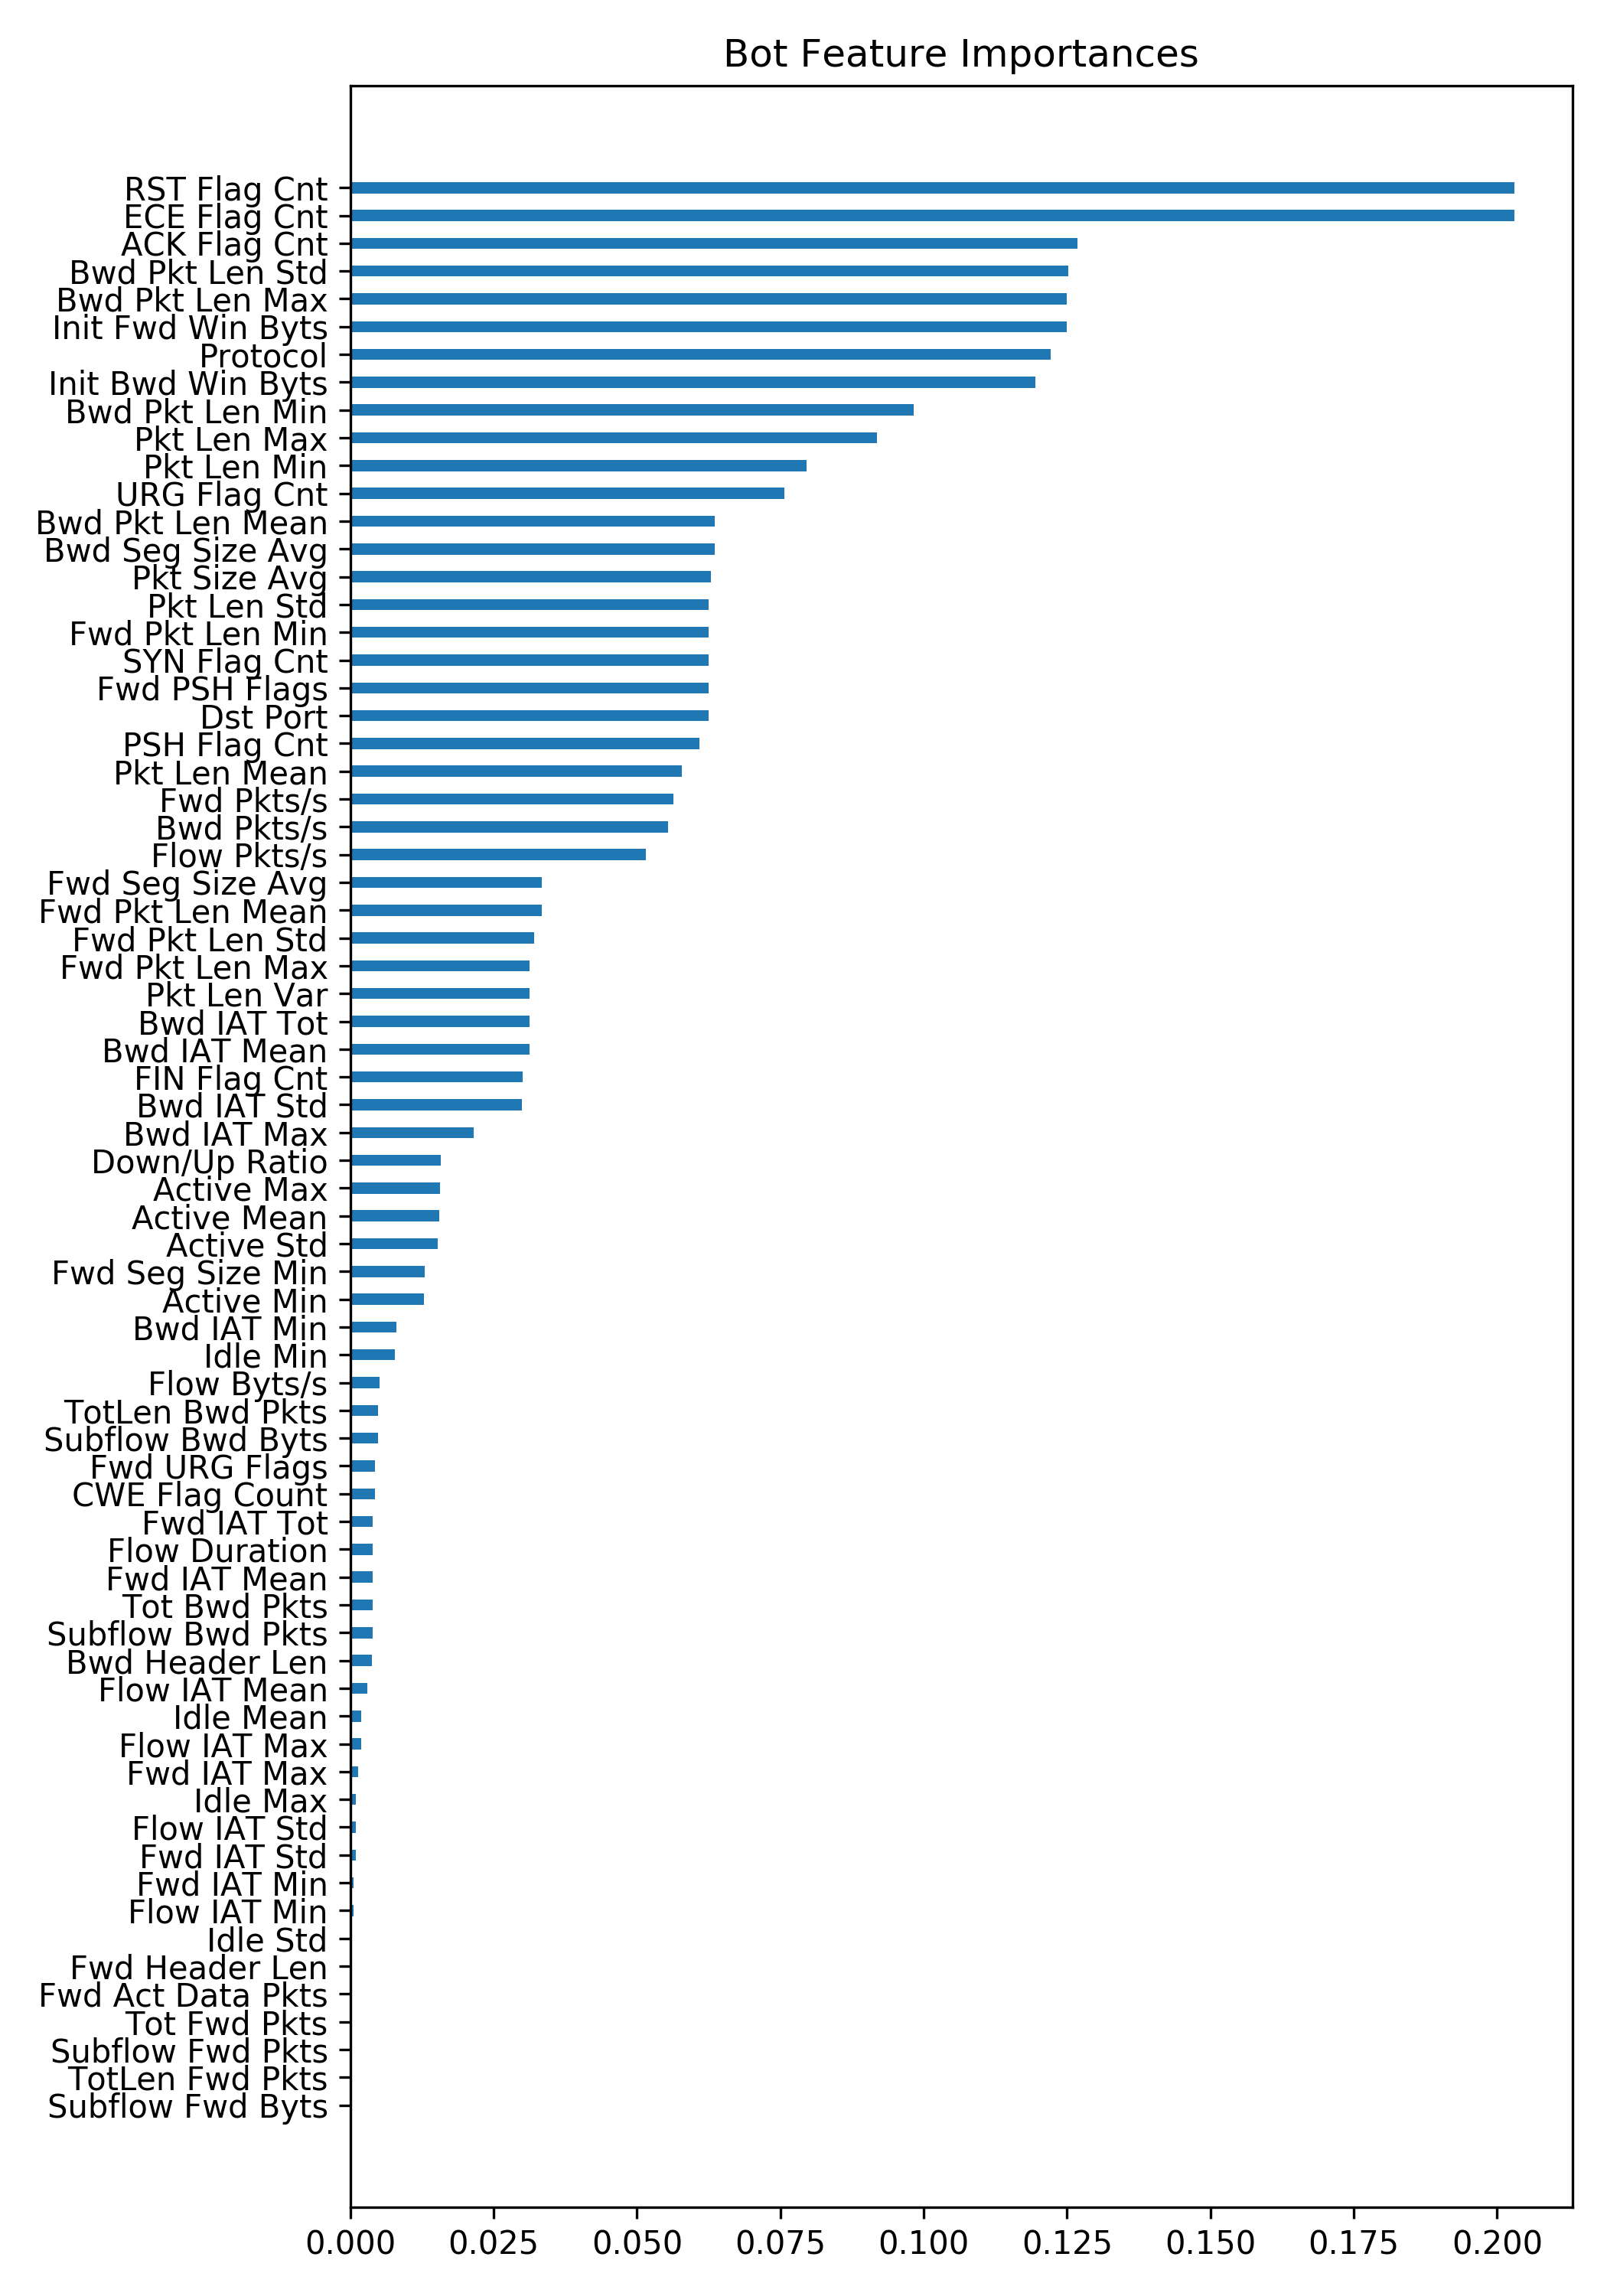 Bot Feature Importances
RST Flag Cnt
ECE Flag Cnt
ACK Flag Cnt
Bwd Pkt Len Std
Bwd Pkt Len Max
Init Fwd Win Byts
Protocol
Init Bwd Win Byts
Bwd Pkt Len Min
Pkt Len Max
Pkt Len Min
URG Flag Cnt
Bwd Pkt Len Mean
Bwd Seg Size Avg
Pkt Size Avg
Pkt Len Std
Fwd Pkt Len Min
SYN Flag Cnt
Fwd PSH Flags
Dst Port
PSH Flag Cnt
Pkt Len Mean
Fwd Pkts/s
Bwd Pkts/s
Flow Pkts/s
Fwd Seg Size Avg
Fwd Pkt Len Mean
Fwd Pkt Len Std
Fwd Pkt Len Max
Pkt Len Var
Bwd IAT Tot
Bwd IAT Mean
FIN Flag Cnt
Bwd IAT Std
Bwd IAT Max
Down/Up Ratio
Active Max
Active Mean
Active Std
Fwd Seg Size Min
Active Min
Bwd IAT Min
Idle Min
Flow Byts/s
TotLen Bwd Pkts
Subflow Bwd Byts
Fwd URG Flags
CWE Flag Count
Fwd IAT Tot
Flow Duration
Fwd IAT Mean
Tot Bwd Pkts
Subflow Bwd Pkts
Bwd Header Len
Flow IAT Mean
Idle Mean
Flow IAT Max
Fwd IAT Max
Idle Max
Flow IAT Std
Fwd IAT Std
Fwd IAT Min
Flow IAT Min
Idle Std
Fwd Header Len
Fwd Act Data Pkts
Tot Fwd Pkts
Subflow Fwd Pkts
TotLen Fwd Pkts
Subflow Fwd Byts
0.000 0.025 0.050 0.075 0.100 0.125 0.150 0.175 0.200